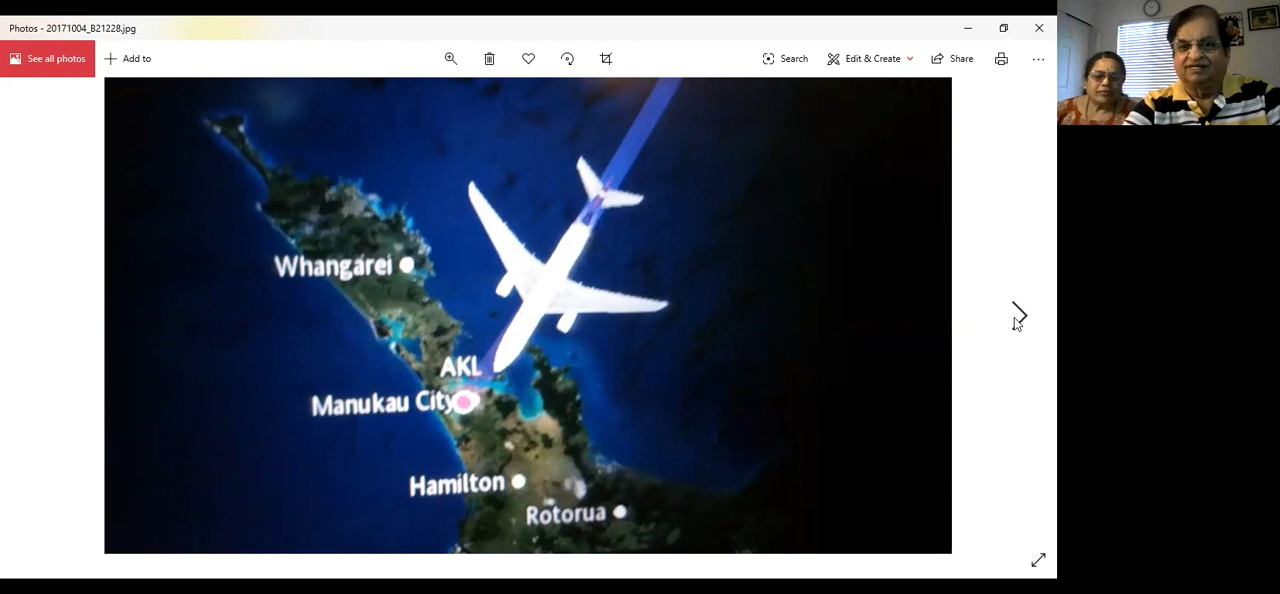 Photos - 20171004_B21228.jpg
See all photos
Add to
Search
Edit & Create
Share
Whangarei
AKL
Manukau City
Hamilton
Rotorua